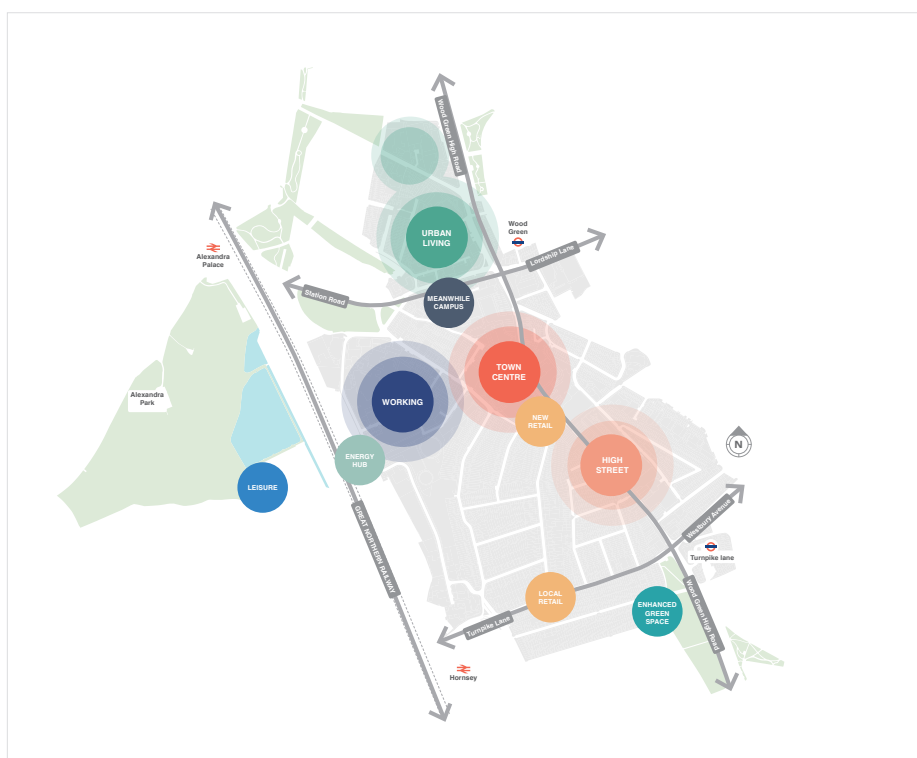 Wood Green High Road
Wood
Green
URBAN
LIVING
Lordship Lane
Alexandra
Palace
Station Road
MEANWHILE
CAMPUS
TOWN
CENTRE
Alexandra
Park
WORKING
NEW
RETAIL
N
ENERGY
HUB
HIGH
STREET
LEISURE
Westbury Avenue
GREAT NORTHERN RAILWAY
Turnpike lane
LOCAL
RETAIL
ENHANCED
GREEN
SPACE
Wood Green High Road
Turnpike Lane
Hornsey